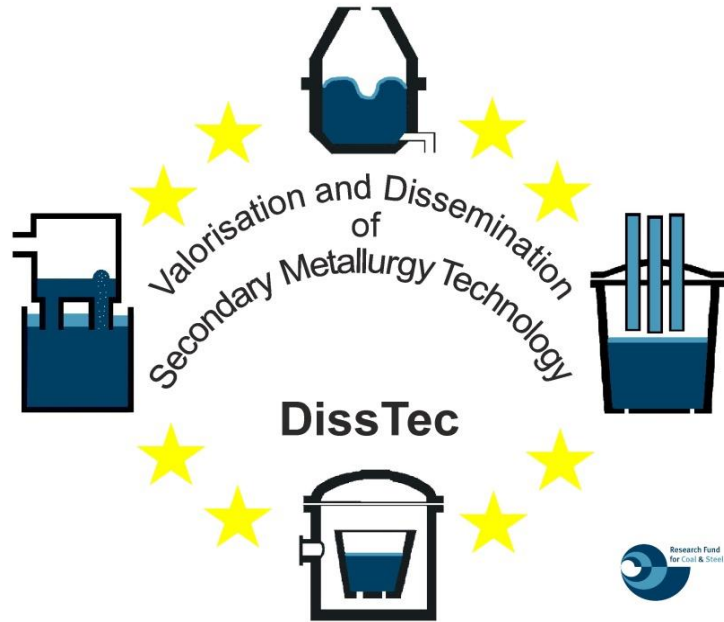 Valorisation and Dissemination
of
Secondary Metallurgy Technology
DissTec
Research Fund
for Coal & Steel